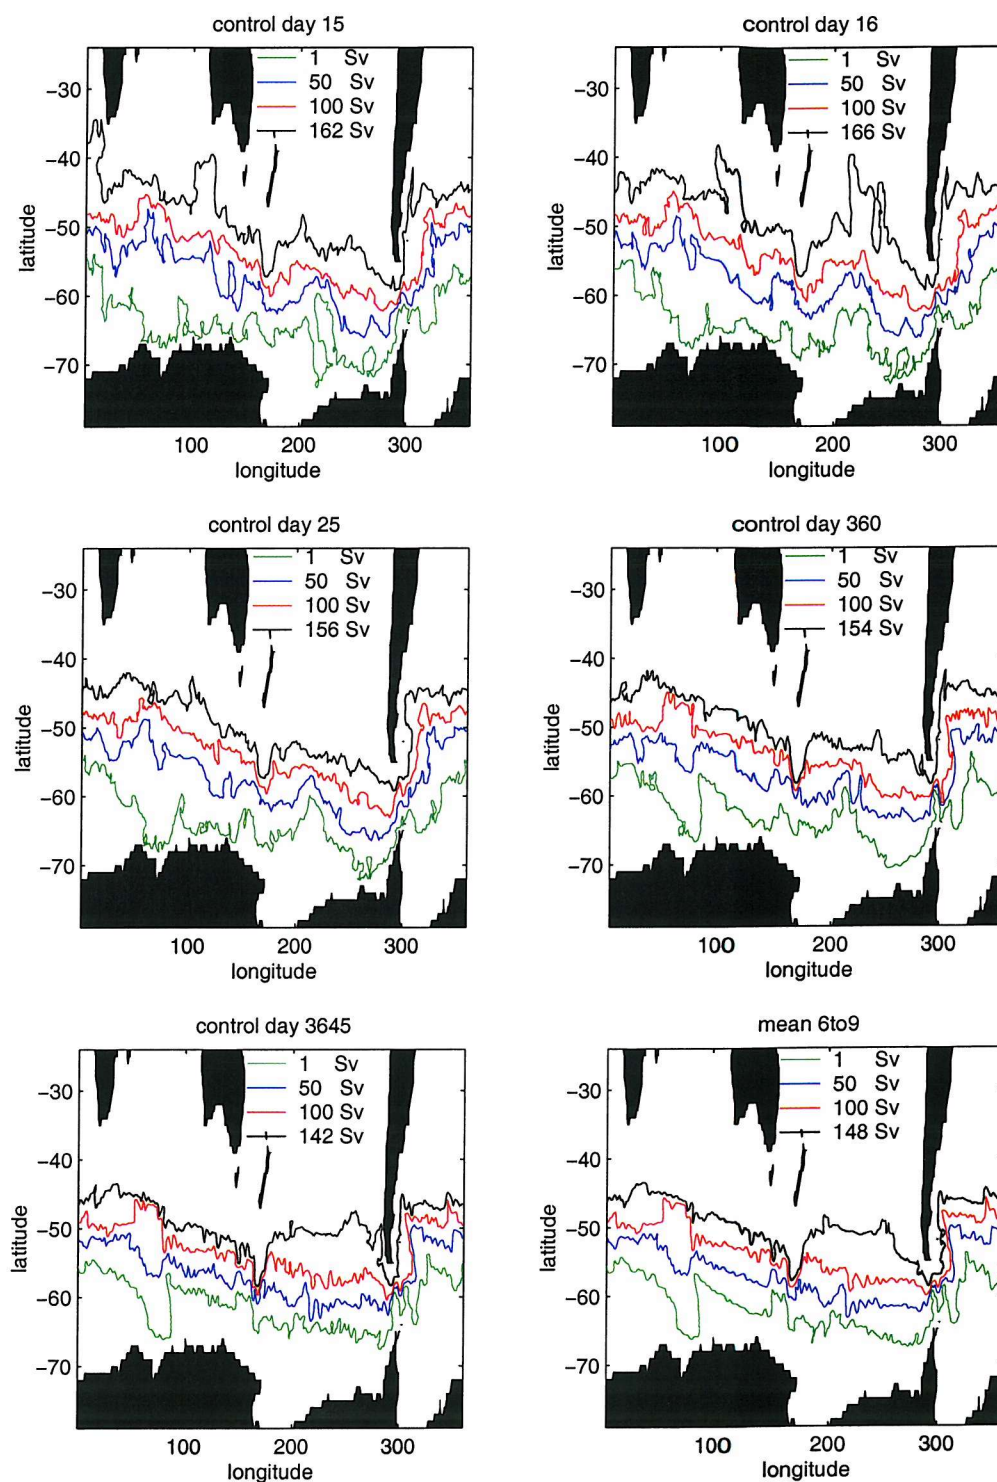 control day 15
1 Sv
50 Sv
100 Sv
162 Sv
−30
−40
−50
−60
−70
latitude
100 200 300
longitude
control day 16
1 Sv
50 Sv
100 Sv
166 Sv
−30
−40
−50
−60
−70
latitude
100 200 300
longitude
control day 25
1 Sv
50 Sv
100 Sv
156 Sv
−30
−40
−50
−60
−70
latitude
100 200 300
longitude
control day 360
1 Sv
50 Sv
100 Sv
154 Sv
−30
−40
−50
−60
−70
latitude
100 200 300
longitude
control day 3645
1 Sv
50 Sv
100 Sv
142 Sv
−30
−40
−50
−60
−70
latitude
100 200 300
longitude
mean 6to9
1 Sv
50 Sv
100 Sv
148 Sv
−30
−40
−50
−60
−70
latitude
100 200 300
longitude